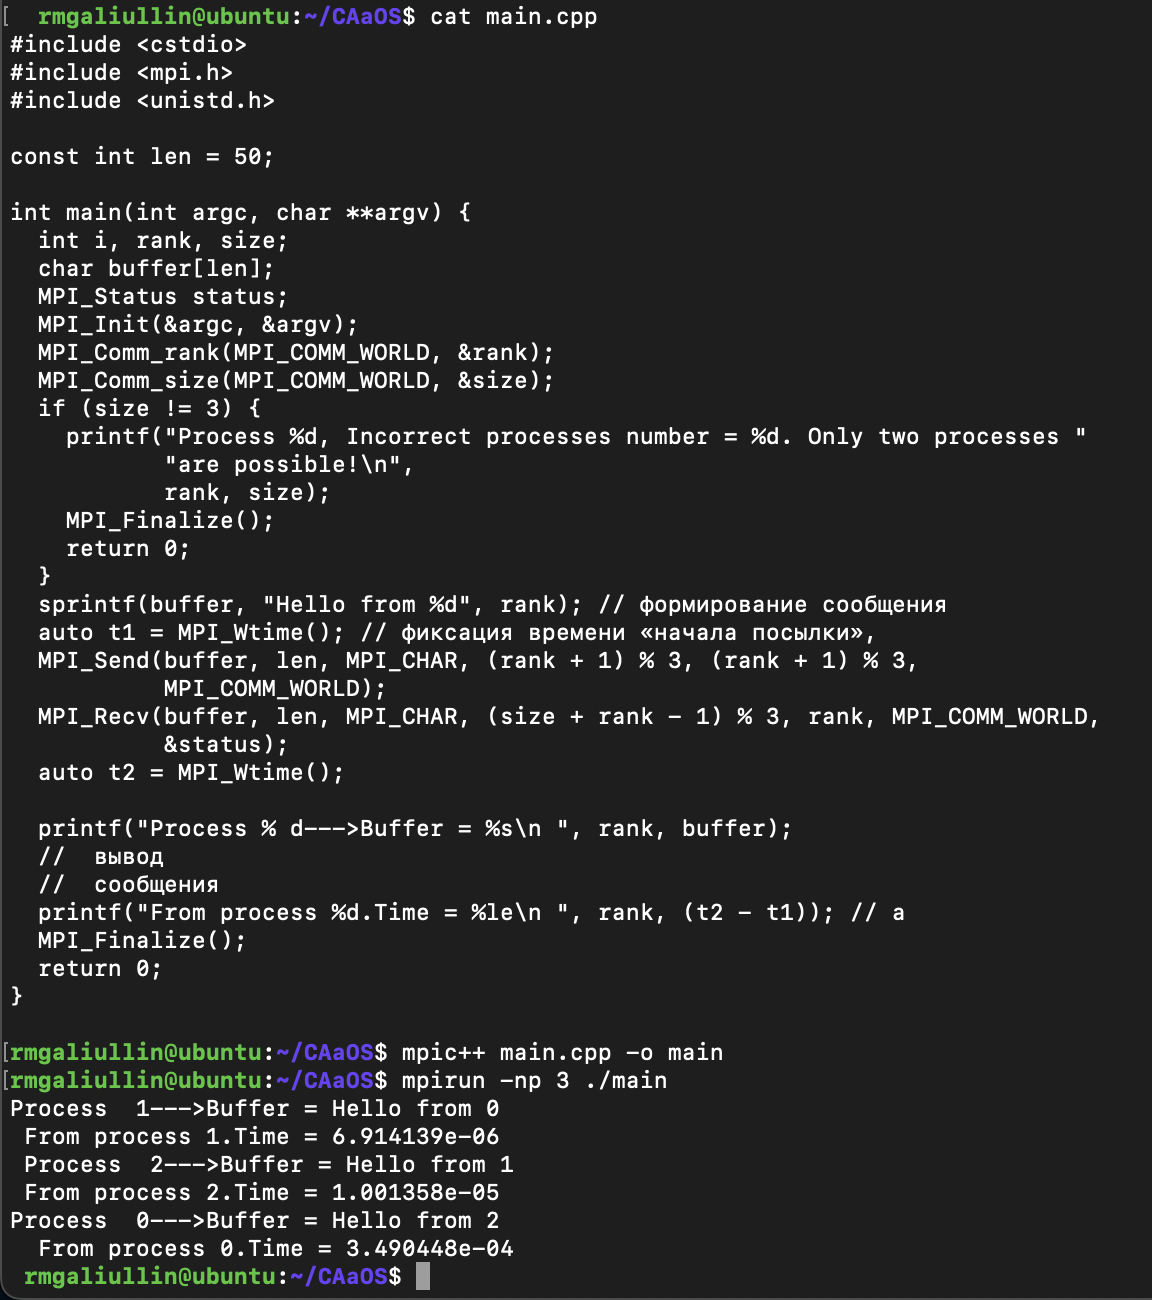 [  rmgaliullin@ubuntu:~/CAaOS$ cat main.cpp
#include <cstdio>
#include <mpi.h>
#include <unistd.h>

const int len = 50;

int main(int argc, char **argv) {
  int i, rank, size;
  char buffer[len];
  MPI_Status status;
  MPI_Init(&argc, &argv);
  MPI_Comm_rank(MPI_COMM_WORLD, &rank);
  MPI_Comm_size(MPI_COMM_WORLD, &size);
  if (size != 3) {
    printf("Process %d, Incorrect processes number = %d. Only two processes "
           "are possible!\n",
           rank, size);
    MPI_Finalize();
    return 0;
  }
  sprintf(buffer, "Hello from %d", rank); // формирование сообщения
  auto t1 = MPI_Wtime(); // фиксация времени «начала посылки»,
  MPI_Send(buffer, len, MPI_CHAR, (rank + 1) % 3, (rank + 1) % 3,
           MPI_COMM_WORLD);
  MPI_Recv(buffer, len, MPI_CHAR, (size + rank - 1) % 3, rank, MPI_COMM_WORLD,
           &status);
  auto t2 = MPI_Wtime();

  printf("Process % d--->Buffer = %s\n ", rank, buffer);
  //  вывод
  //  сообщения
  printf("From process %d.Time = %le\n ", rank, (t2 - t1)); // а
  MPI_Finalize();
  return 0;
}

[rmgaliullin@ubuntu:~/CAaOS$ mpic++ main.cpp -o main
[rmgaliullin@ubuntu:~/CAaOS$ mpirun -np 3 ./main
Process  1--->Buffer = Hello from 0
 From process 1.Time = 6.914139e-06
 Process  2--->Buffer = Hello from 1
 From process 2.Time = 1.001358e-05
Process  0--->Buffer = Hello from 2
  From process 0.Time = 3.490448e-04
 rmgaliullin@ubuntu:~/CAaOS$